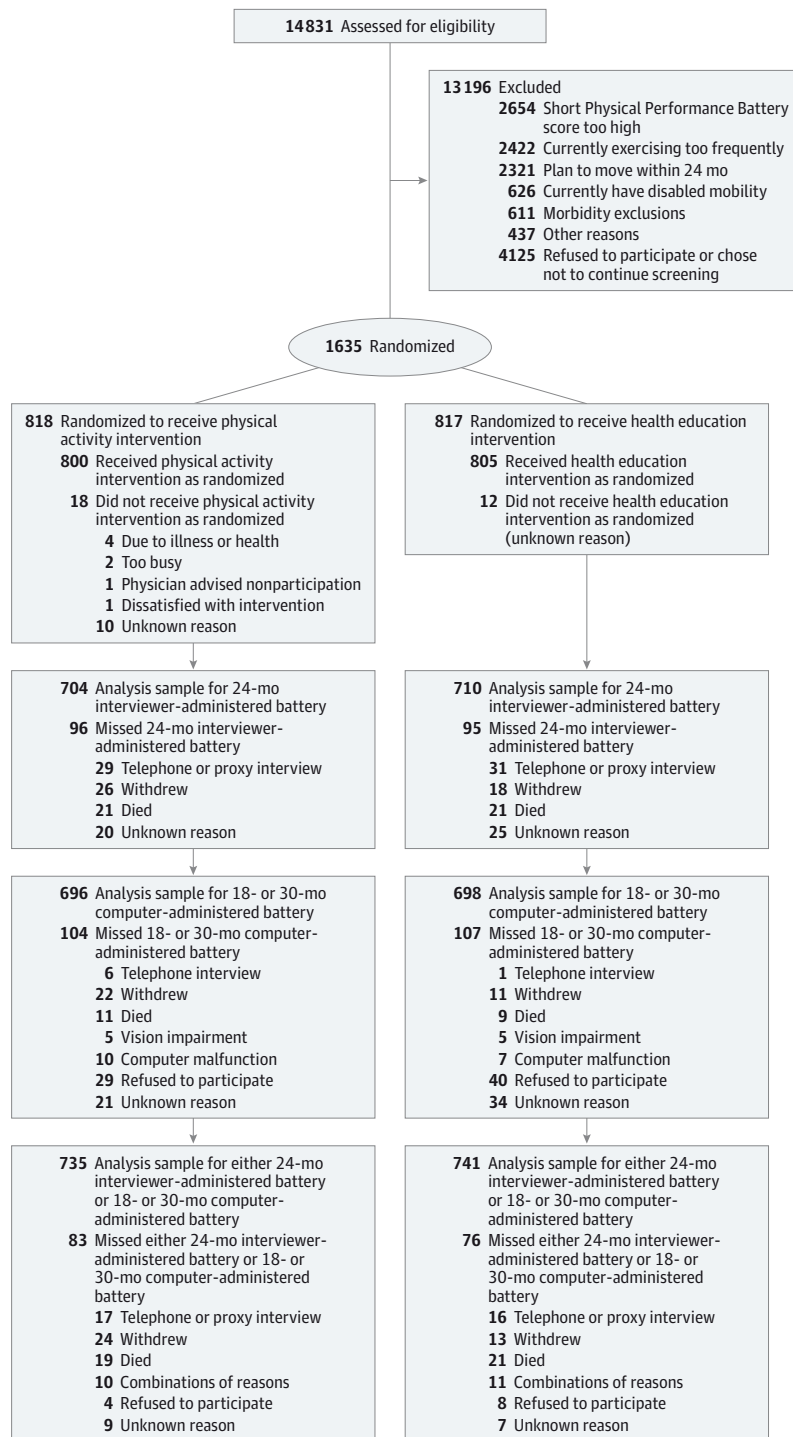 14831 Assessed for eligibility
13196 Excluded
2654 Short Physical Performance Battery
score too high
2422 Currently exercising too frequently
2321 Plan to move within 24 mo
626 Currently have disabled mobility
611 Morbidity exclusions
437 Other reasons
4125 Refused to participate or chose
not to continue screening
1635 Randomized
818 Randomized to receive physical
activity intervention
800 Received physical activity
intervention as randomized
18 Did not receive physical activity
intervention as randomized
4 Due to illness or health
2 Too busy
1 Physician advised nonparticipation
1 Dissatisfied with intervention
10 Unknown reason
817 Randomized to receive health education
intervention
805 Received health education
intervention as randomized
12 Did not receive health education
intervention as randomized
(unknown reason)
704 Analysis sample for 24-mo
interviewer-administered battery
96 Missed 24-mo interviewer-
administered battery
29 Telephone or proxy interview
26 Withdrew
21 Died
20 Unknown reason
710 Analysis sample for 24-mo
interviewer-administered battery
95 Missed 24-mo interviewer-
administered battery
31 Telephone or proxy interview
18 Withdrew
21 Died
25 Unknown reason
696 Analysis sample for 18- or 30-mo
computer-administered battery
104 Missed 18- or 30-mo computer-
administered battery
6 Telephone interview
22 Withdrew
11 Died
5 Vision impairment
10 Computer malfunction
29 Refused to participate
21 Unknown reason
698 Analysis sample for 18- or 30-mo
computer-administered battery
107 Missed 18- or 30-mo computer-
administered battery
1 Telephone interview
11 Withdrew
9 Died
5 Vision impairment
7 Computer malfunction
40 Refused to participate
34 Unknown reason
735 Analysis sample for either 24-mo
interviewer-administered battery
or 18- or 30-mo computer-
administered battery
83 Missed either 24-mo interviewer-
administered battery or 18- or
30-mo computer-administered
battery
17 Telephone or proxy interview
24 Withdrew
19 Died
10 Combinations of reasons
4 Refused to participate
9 Unknown reason
741 Analysis sample for either 24-mo
interviewer-administered battery
or 18- or 30-mo computer-
administered battery
76 Missed either 24-mo interviewer-
administered battery or 18- or
30-mo computer-administered
battery
16 Telephone or proxy interview
13 Withdrew
21 Died
11 Combinations of reasons
8 Refused to participate
7 Unknown reason